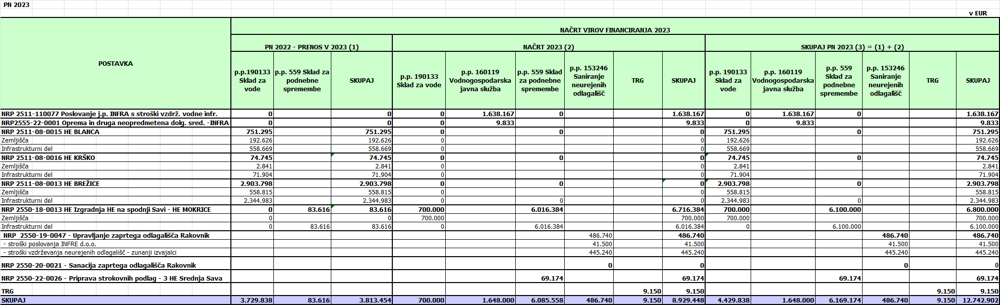 PN 2023
v EUR
NAČRT VIROV FINANCIRANJA 2023
PN 2022 - PRENOS V 2023 (1) NAČRT 2023 (2) SKUPAJ PN 2023 (3) = (1) + (2)
POSTAVKA
p.p.190133 Sklad za vode
p.p. 559 Sklad za podnebne spremembe
SKUPAJ
p.p. 190133 Sklad za vode
p.p. 160119 Vodnogospodarska javna služba
p.p. 559 Sklad za podnebne spremembe
p.p. 153246 Saniranje neurejenih odlagališč
TRG
SKUPAJ
p.p. 190133 Sklad za vode
p.p. 160119 Vodnogospodarska javna služba
p.p. 559 Sklad za podnebne spremembe
p.p. 153246 Saniranje neurejenih odlagališč
TRG
SKUPAJ
NRP 2511-110077 Poslovanje j.p. INFRA s stroški vzdrž. vodne infr. 0 0 0 1.638.167 0 1.638.167 0 1.638.167 0 1.638.167
NRP2555-22-0001 Oprema in druga neopredmetena dolg. sred. -INFRA 0 0 0 9.833 9.833 0 9.833 9.833
NRP 2511-08-0015 HE BLANCA 751.295 751.295 0 0 0 751.295 0 751.295
Zemljišča 192.626 192.626 0 0 192.626 192.626
Infrastrukturni del 558.669 558.669 0 0 558.669 558.669
NRP 2511-08-0016 HE KRŠKO 74.745 74.745 0 0 0 74.745 0 74.745
Zemljišča 2.841 2.841 0 0 2.841 2.841
Infrastrukturni del 71.904 71.904 0 0 71.904 71.904
NRP 2511-08-0013 HE BREŽICE 2.903.798 2.903.798 0 0 0 2.903.798 0 2.903.798
Zemljišča 558.815 558.815 0 0 558.815 558.815
Infrastrukturni del 2.344.983 2.344.983 0 0 0 2.344.983 0 2.344.983
NRP 2550-18-0013 HE Izgradnja HE na spodnji Savi - HE MOKRICE 0 83.616 83.616 700.000 6.016.384 6.716.384 700.000 6.100.000 6.800.000
Zemljišča 0 0 700.000 700.000 700.000 700.000
Infrastrukturni del 0 83.616 83.616 0 6.016.384 6.016.384 0 6.100.000 6.100.000
NRP 2550-19-0047 - Upravljanje zaprtega odlagališča Rakovnik 486.740 486.740 486.740 486.740
- stroški poslovanja INFRE d.o.o. 41.500 41.500 41.500 41.500
- stroški vzdrževanja neurejenih odlagališč - zunanji izvajalci 445.240 445.240 445.240 445.240
NRP 2550-20-0021 - Sanacija zaprtega odlagališča Rakovnik 0 0 0 0
NRP 2550-22-0026 - Priprava strokovnih podlag - 3 HE Srednja Sava 69.174 69.174 69.174 69.174
TRG 9.150 9.150 9.150 9.150
SKUPAJ 3.729.838 83.616 3.813.454 700.000 1.648.000 6.085.558 486.740 9.150 8.929.448 4.429.838 1.648.000 6.169.174 486.740 9.150 12.742.902